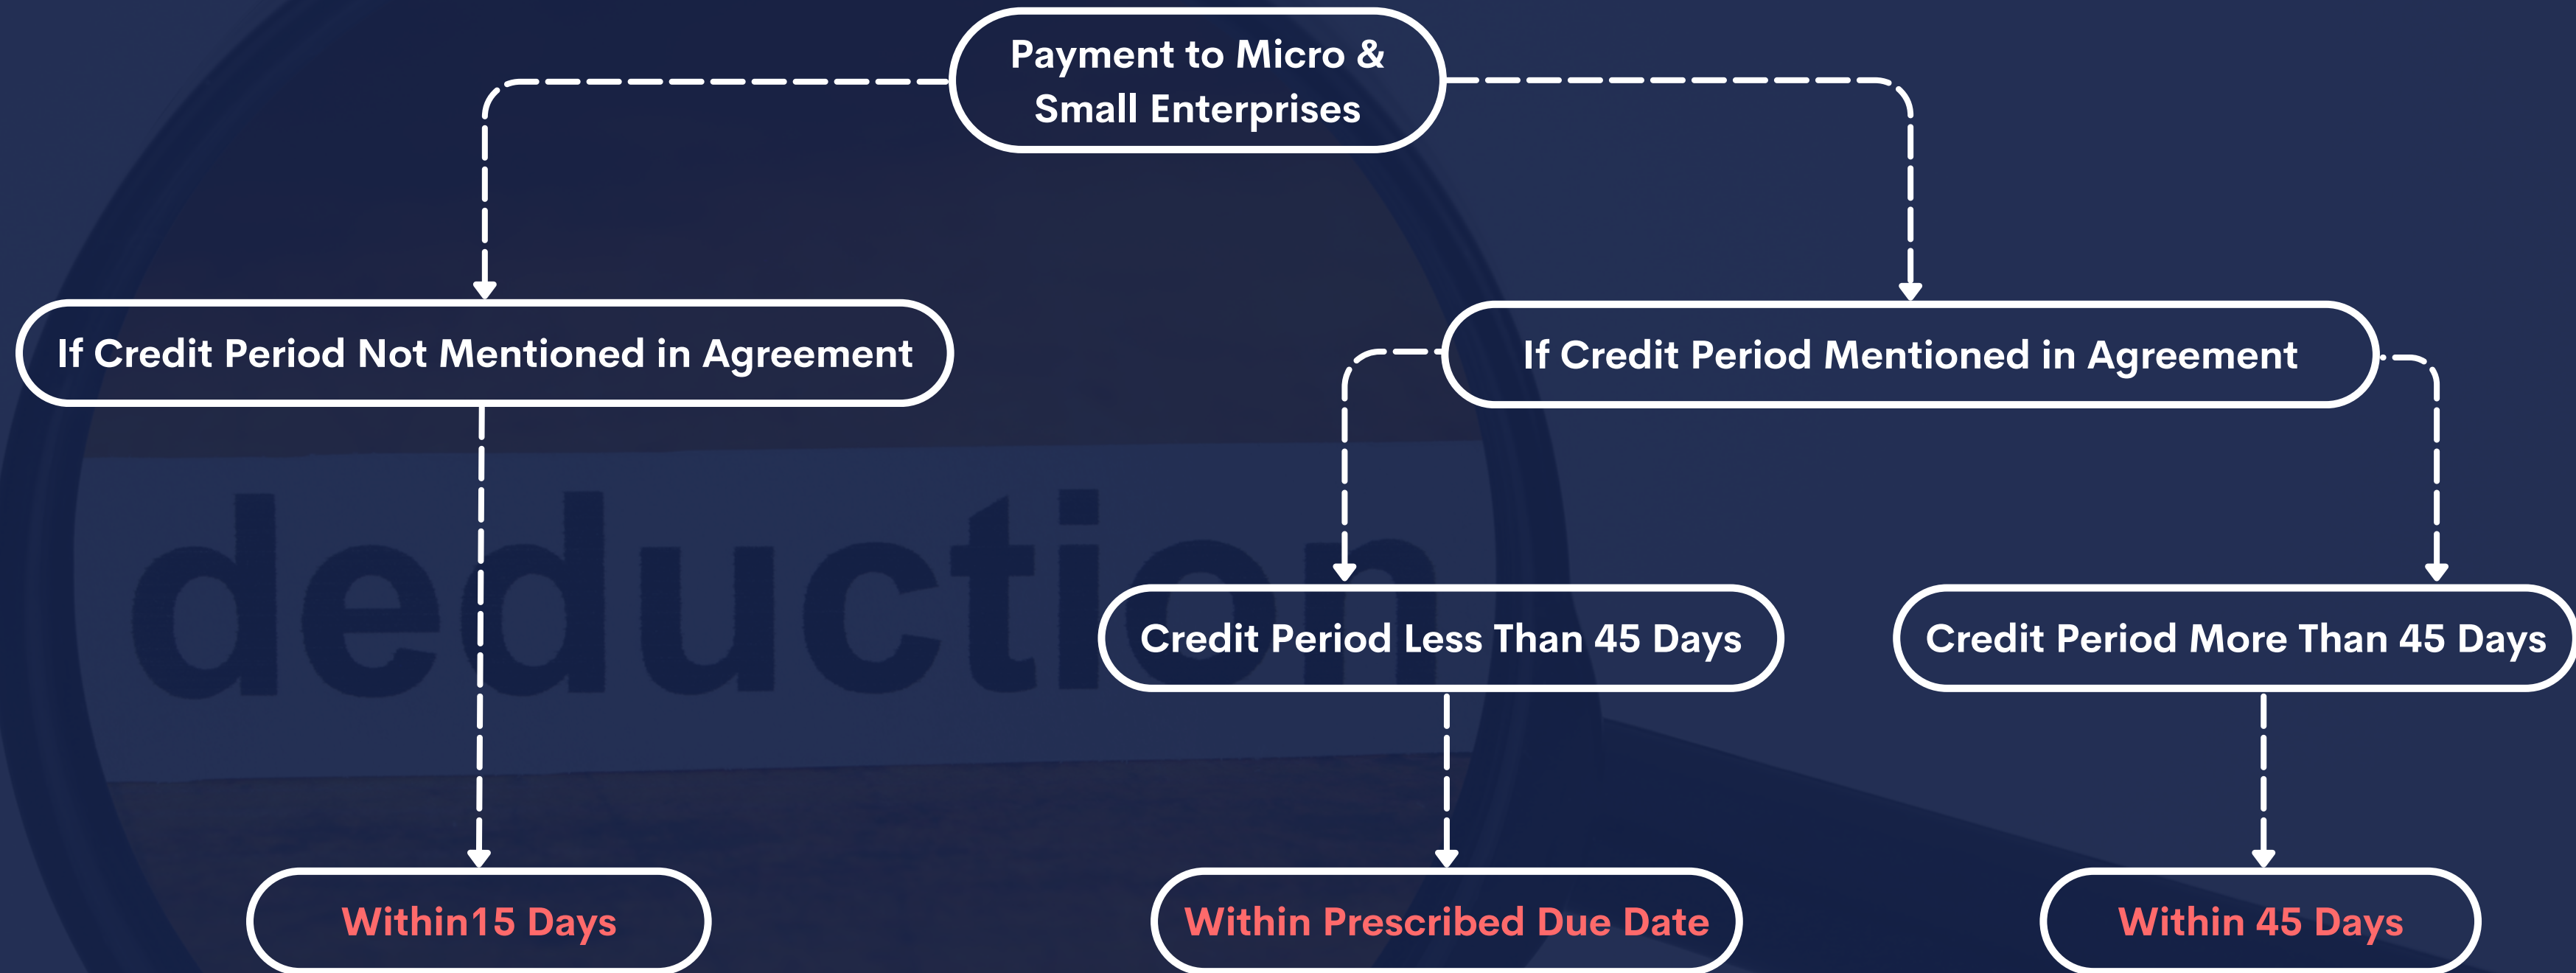 Payment to Micro &
Small Enterprises
If Credit Period Not Mentioned in Agreement
If Credit Period Mentioned in Agreement
deduction
Credit Period Less Than 45 Days
Credit Period More Than 45 Days
Within15 Days
Within Prescribed Due Date
Within 45 Days